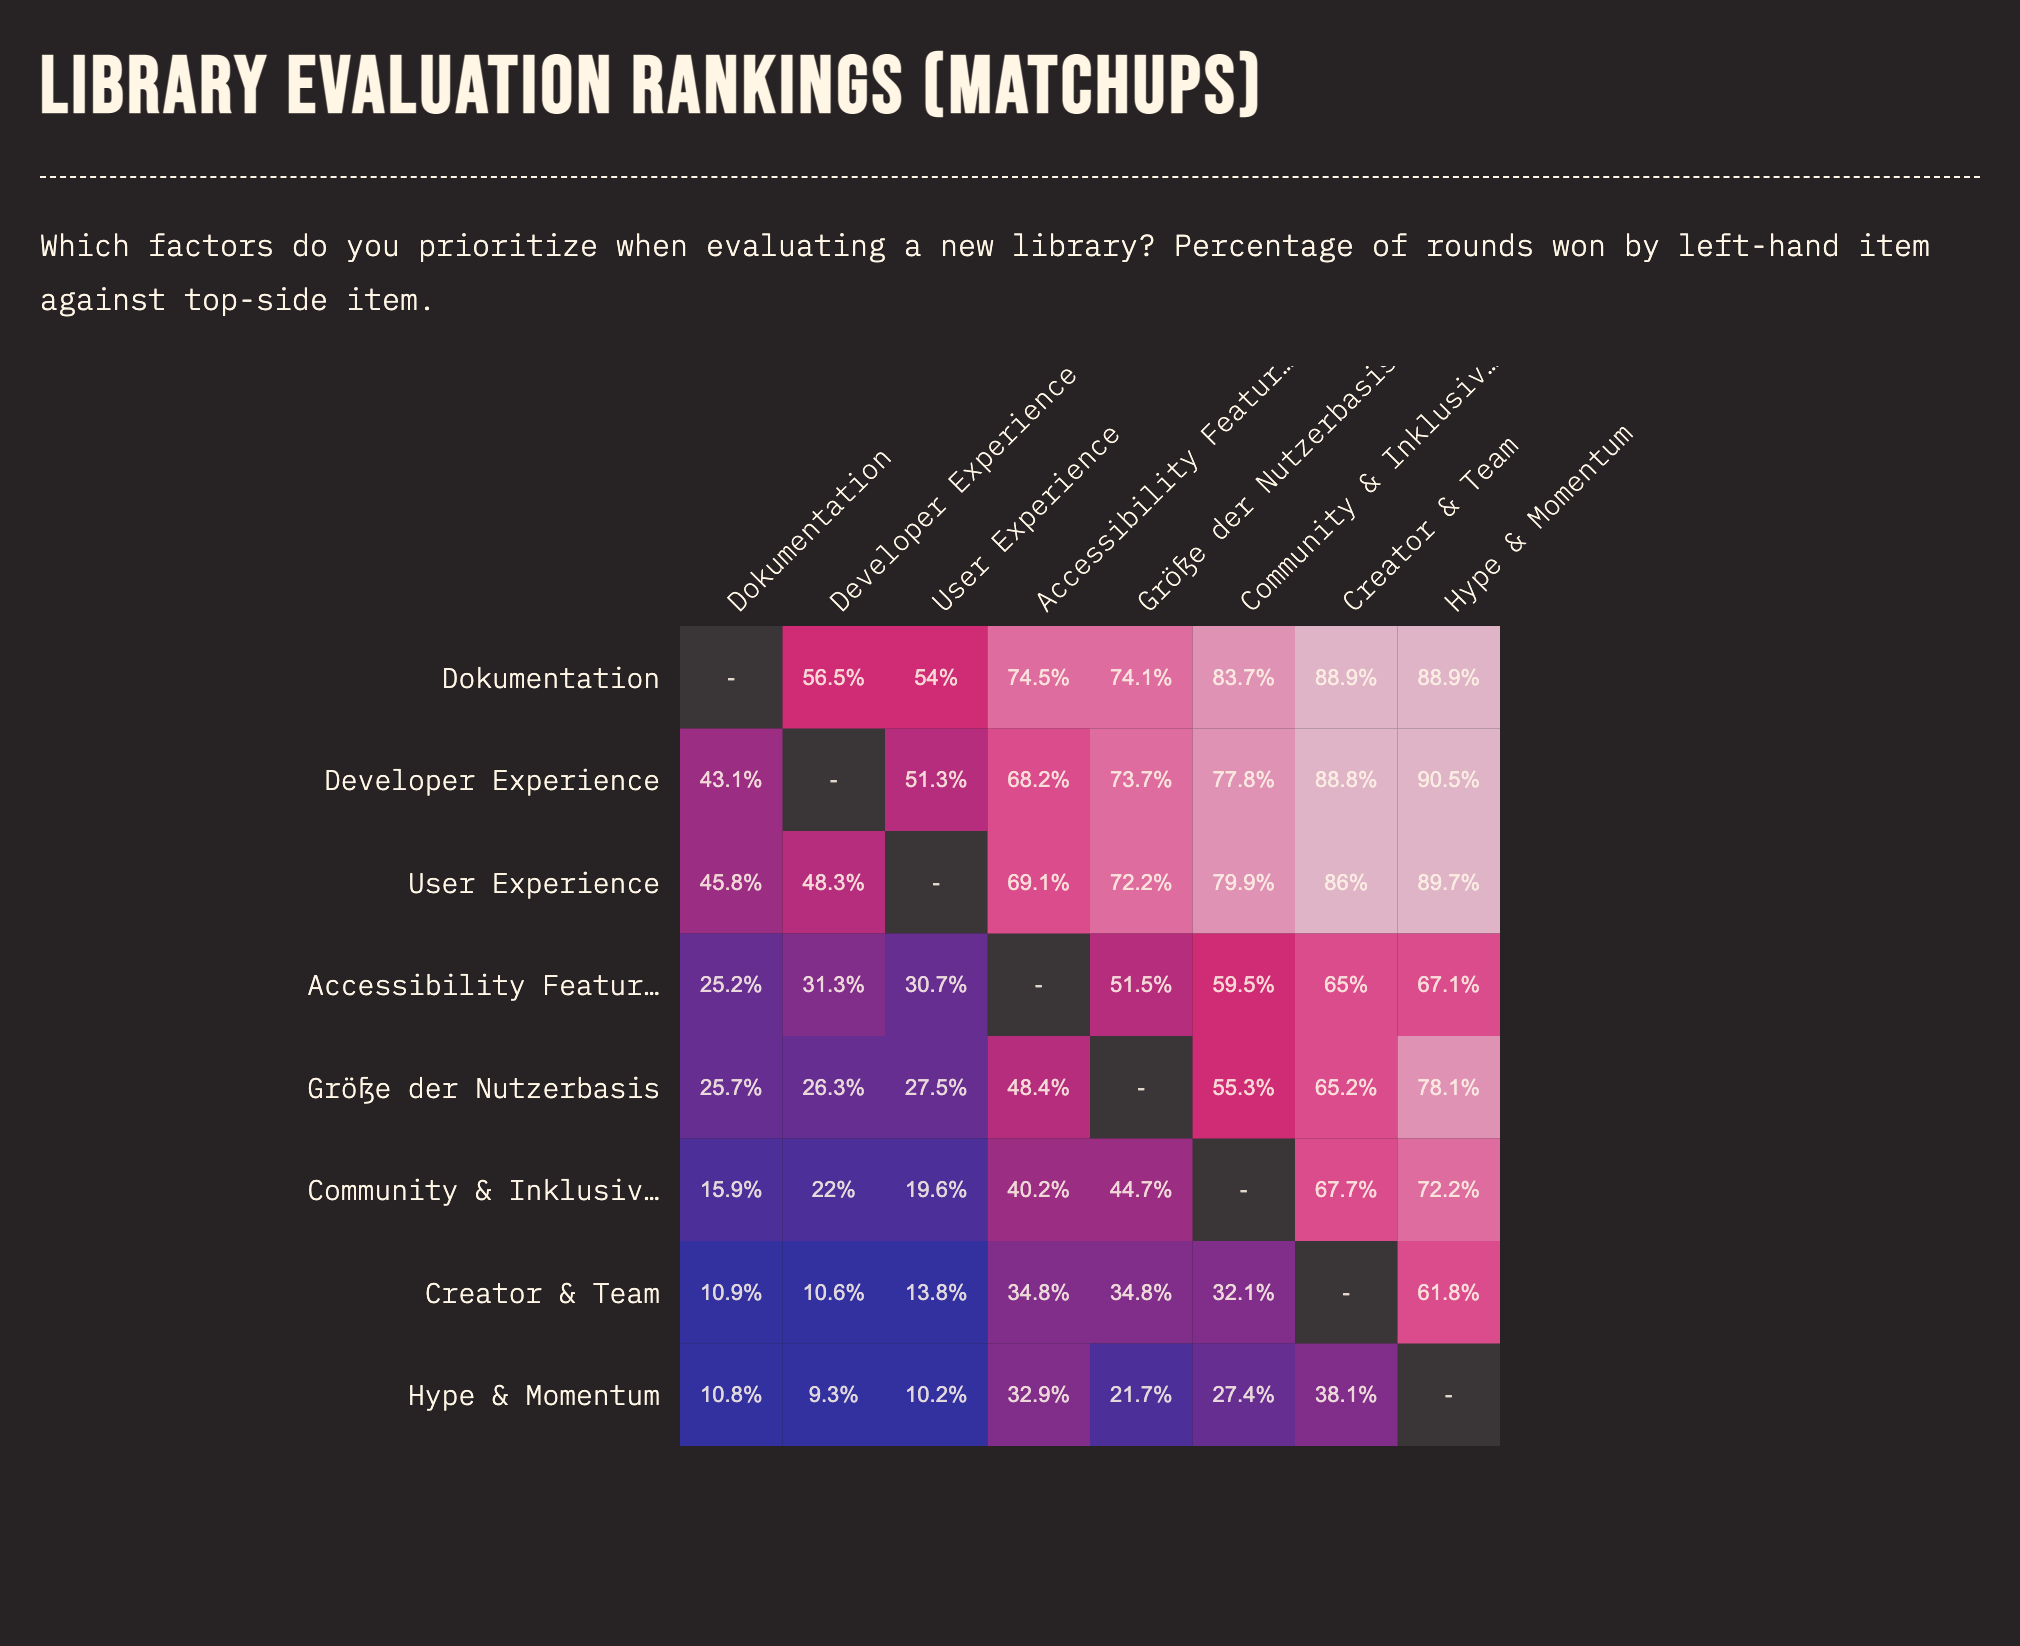 LIBRARY EVALUATION RANKINGS (MATCHUPS)
Which factors do you prioritize when evaluating a new library? Percentage of rounds won by left-hand item
against top-side item.
Dokumentation
Developer Experience
User Experience
Accessibility Featur…
Größe der Nutzerbasis
Community & Inklusiv…
Creator & Team
Hype & Momentum
Dokumentation - 56.5% 54% 74.5% 74.1% 83.7% 88.9% 88.9%
Developer Experience 43.1% - 51.3% 68.2% 73.7% 77.8% 88.8% 90.5%
User Experience 45.8% 48.3% - 69.1% 72.2% 79.9% 86% 89.7%
Accessibility Featur… 25.2% 31.3% 30.7% - 51.5% 59.5% 65% 67.1%
Größe der Nutzerbasis 25.7% 26.3% 27.5% 48.4% - 55.3% 65.2% 78.1%
Community & Inklusiv… 15.9% 22% 19.6% 40.2% 44.7% - 67.7% 72.2%
Creator & Team 10.9% 10.6% 13.8% 34.8% 34.8% 32.1% - 61.8%
Hype & Momentum 10.8% 9.3% 10.2% 32.9% 21.7% 27.4% 38.1% -